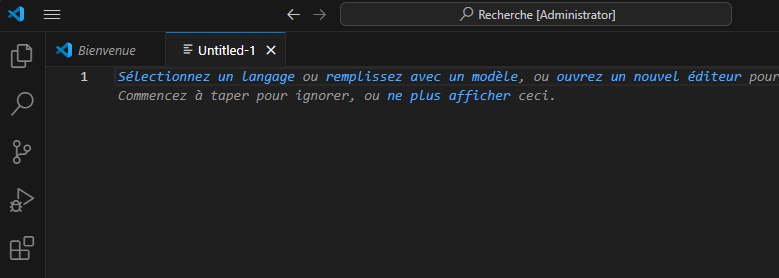 Recherche [Administrator]
Bienvenue
Untitled-1
1 Sélectionnez un langage ou remplissez avec un modèle, ou ouvrez un nouvel éditeur pour
Commencez à taper pour ignorer, ou ne plus afficher ceci.